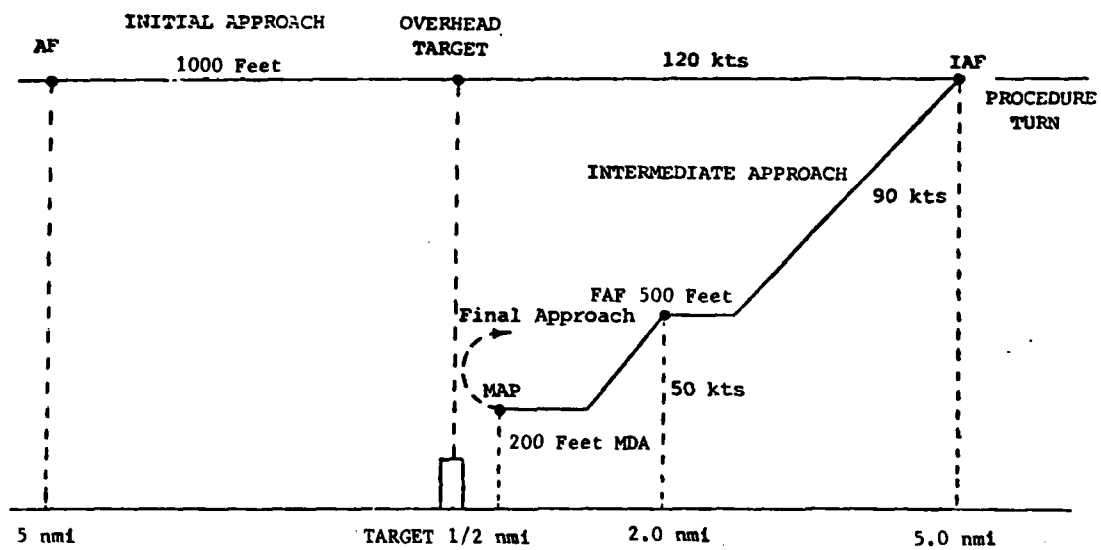 INITIAL APPROACH
OVERHEAD
TARGET
AF
1000 Feet
120 kts
IAF
PROCEDURE
TURN
INTERMEDIATE APPROACH
90 kts
FAF 500 Feet
Final Approach
MAP
50 kts
200 Feet MDA
5 nmi
TARGET 1/2 nmi
2.0 nmi
5.0 nmi